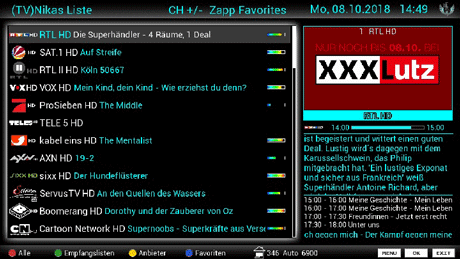 (TV)Nikas Liste CH +/- Zapp Favorites Mo, 08.10.2018 14:49
RTL HD Die Superhändler - 4 Räume, 1 Deal
SAT.1 HD Auf Streife
RTL II HD Köln 50667
VOX HD Mein Kind, dein Kind - Wie erziehst du denn?
ProSieben HD The Middle
TELE 5 HD
kabel eins HD The Mentalist
AXN HD 19-2
sixx HD Der Hundeflüsterer
ServusTV HD An den Quellen des Wassers
Boomerang HD Dorothy und der Zauberer von Oz
Cartoon Network HD Supernoobs - Superkräfte aus Verse
1 RTL HD
NUR NOCH BIS 08.10. BEI
XXXLutz
RTL HD
14:00 15:00
ist begeistert und wittert einen guten
Deal. Lustig wird's dagegen mit dem
Karussellschwein, das Philip
mitgebracht hat. "Ein lustiges Exponat
und sicher aus Frankreich" weiß
Superhändler Antoine Richard, aber
15:00 - 16:00 Meine Geschichte - Mein Leben
16:00 - 17:00 Meine Geschichte - Mein Leben
17:00 - 17:30 Freundinnen - Jetzt erst recht
17:30 - 18:00 Unter uns
Ch gegen mich - Der Kampf gegen meine
Alle Empfangslisten Anbieter Favoriten 346 Auto 6900 MENU OK EXIT